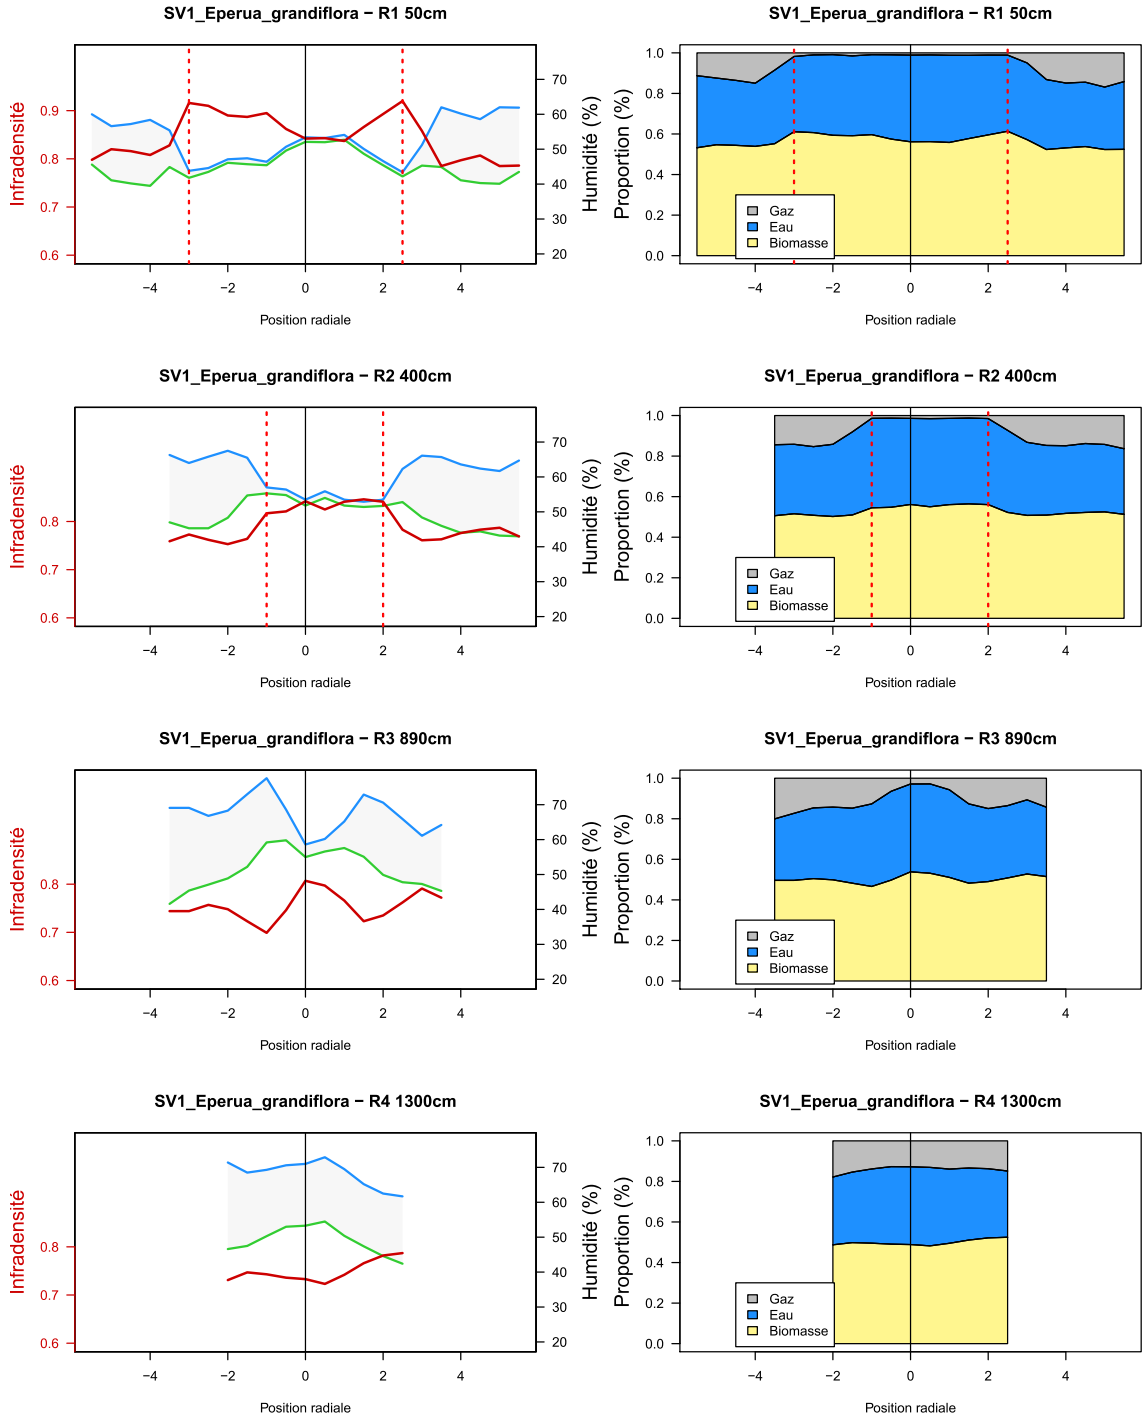 SV1_Eperua_grandiflora − R1 50cm
Infradensité
0.6
0.7
0.8
0.9
Humidité (%)
20
30
40
50
60
70
−4
−2
0
2
4
Position radiale
SV1_Eperua_grandiflora − R1 50cm
Proportion (%)
0.0
0.2
0.4
0.6
0.8
1.0
Gaz
Eau
Biomasse
−4
−2
0
2
4
Position radiale
SV1_Eperua_grandiflora − R2 400cm
Infradensité
0.6
0.7
0.8
Humidité (%)
20
30
40
50
60
70
−4
−2
0
2
4
Position radiale
SV1_Eperua_grandiflora − R2 400cm
Proportion (%)
0.0
0.2
0.4
0.6
0.8
1.0
Gaz
Eau
Biomasse
−4
−2
0
2
4
Position radiale
SV1_Eperua_grandiflora − R3 890cm
Infradensité
0.6
0.7
0.8
Humidité (%)
20
30
40
50
60
70
−4
−2
0
2
4
Position radiale
SV1_Eperua_grandiflora − R3 890cm
Proportion (%)
0.0
0.2
0.4
0.6
0.8
1.0
Gaz
Eau
Biomasse
−4
−2
0
2
4
Position radiale
SV1_Eperua_grandiflora − R4 1300cm
Infradensité
0.6
0.7
0.8
Humidité (%)
20
30
40
50
60
70
−4
−2
0
2
4
Position radiale
SV1_Eperua_grandiflora − R4 1300cm
Proportion (%)
0.0
0.2
0.4
0.6
0.8
1.0
Gaz
Eau
Biomasse
−4
−2
0
2
4
Position radiale